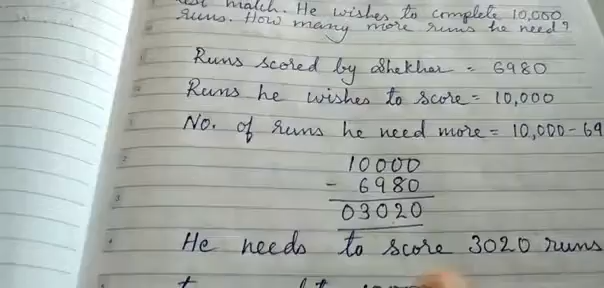 match. He wishes to complete 10,000
runs. How many more runs he need?
Runs scored by Shekhar = 6980
Runs he wishes to score = 10,000
No. of runs he need more = 10,000 - 69
10000
- 6980
03020
He needs to score 3020 runs